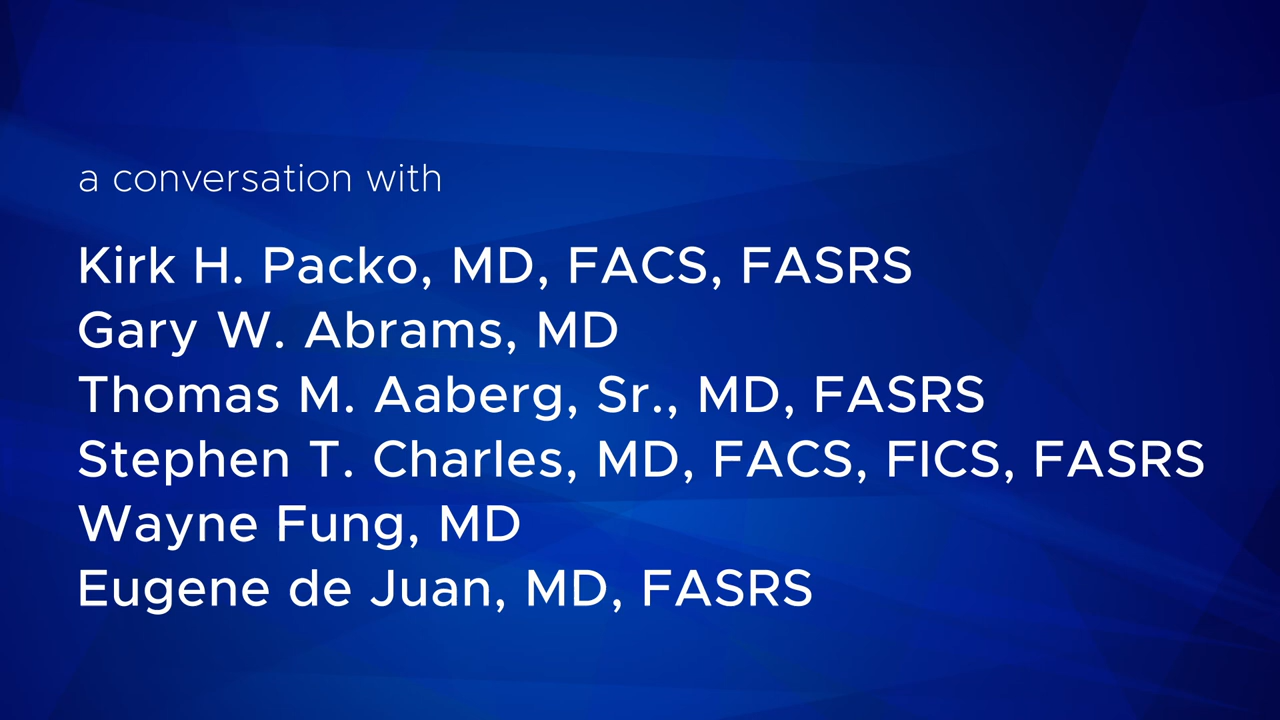 a conversation with
Kirk H. Packo, MD, FACS, FASRS
Gary W. Abrams, MD
Thomas M. Aaberg, Sr., MD, FASRS
Stephen T. Charles, MD, FACS, FICS, FASRS
Wayne Fung, MD
Eugene de Juan, MD, FASRS